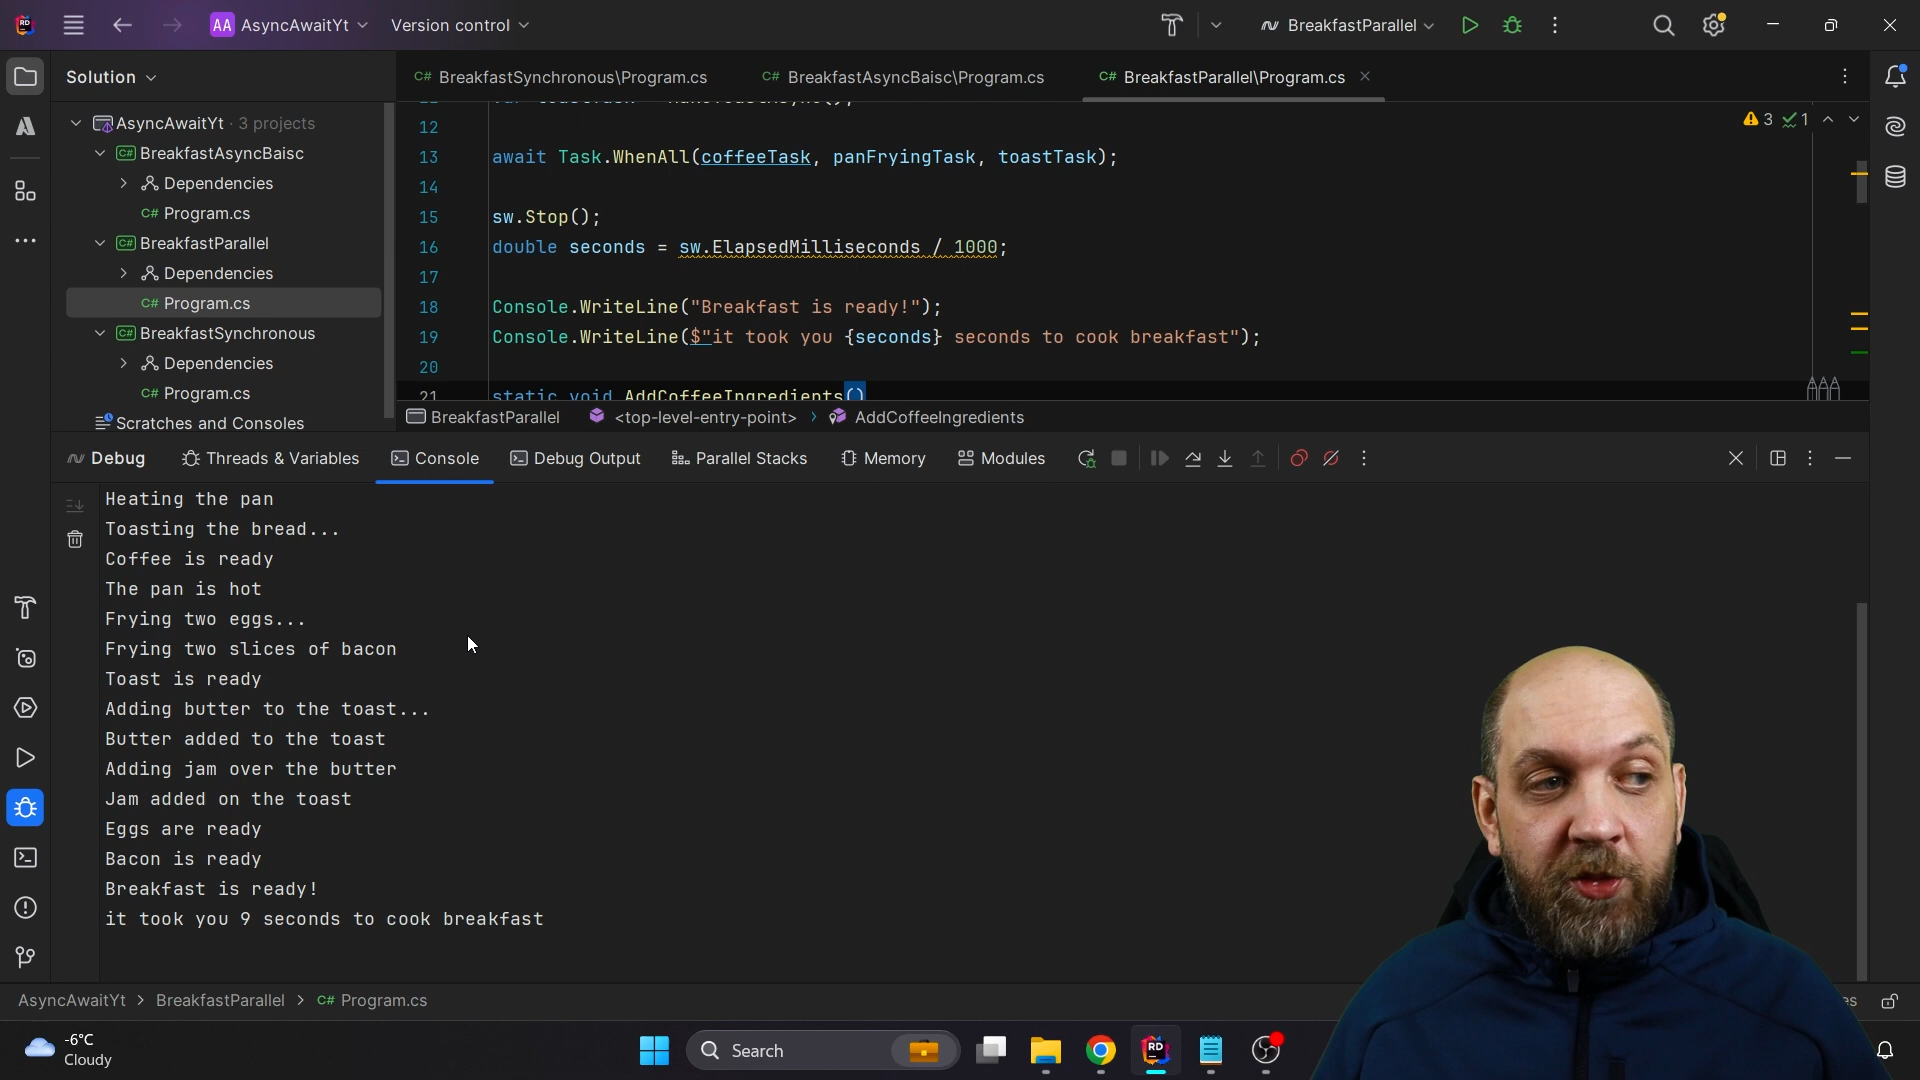 AA AsyncAwaitYt
Version control
BreakfastParallel
Solution
C# BreakfastSynchronous\Program.cs
C# BreakfastAsyncBaisc\Program.cs
C# BreakfastParallel\Program.cs
AsyncAwaitYt · 3 projects
C# BreakfastAsyncBaisc
Dependencies
C# Program.cs
C# BreakfastParallel
Dependencies
C# Program.cs
C# BreakfastSynchronous
Dependencies
C# Program.cs
Scratches and Consoles
3 1
12
13 await Task.WhenAll(coffeeTask, panFryingTask, toastTask);
14
15 sw.Stop();
16 double seconds = sw.ElapsedMilliseconds / 1000;
17
18 Console.WriteLine("Breakfast is ready!");
19 Console.WriteLine($"it took you {seconds} seconds to cook breakfast");
20
21 static void AddCoffeeIngredients()
BreakfastParallel <top-level-entry-point> AddCoffeeIngredients
Debug
Threads & Variables
Console
Debug Output
Parallel Stacks
Memory
Modules
Heating the pan
Toasting the bread...
Coffee is ready
The pan is hot
Frying two eggs...
Frying two slices of bacon
Toast is ready
Adding butter to the toast...
Butter added to the toast
Adding jam over the butter
Jam added on the toast
Eggs are ready
Bacon is ready
Breakfast is ready!
it took you 9 seconds to cook breakfast
AsyncAwaitYt > BreakfastParallel > C# Program.cs
-6°C
Cloudy
Search
RD